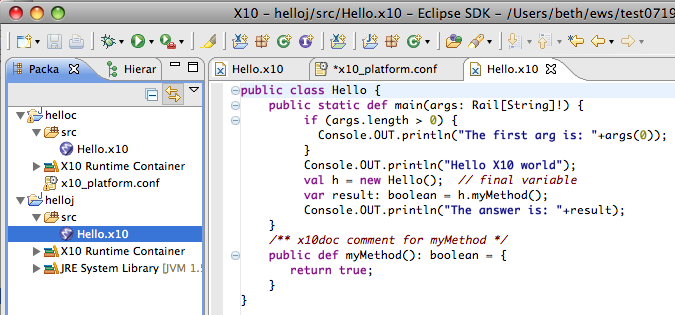 X10 – helloj/src/Hello.x10 – Eclipse SDK – /Users/beth/ews/test0719
Packa Hierar
Hello.x10 *x10_platform.conf Hello.x10
helloc
src
Hello.x10
X10 Runtime Container
x10_platform.conf
helloj
src
Hello.x10
X10 Runtime Container
JRE System Library [JVM 1.5
public class Hello {
public static def main(args: Rail[String]!) {
if (args.length > 0) {
Console.OUT.println("The first arg is: "+args(0));
}
Console.OUT.println("Hello X10 world");
val h = new Hello();  // final variable
var result: boolean = h.myMethod();
Console.OUT.println("The answer is: "+result);
}
/** x10doc comment for myMethod */
public def myMethod(): boolean = {
return true;
}
}